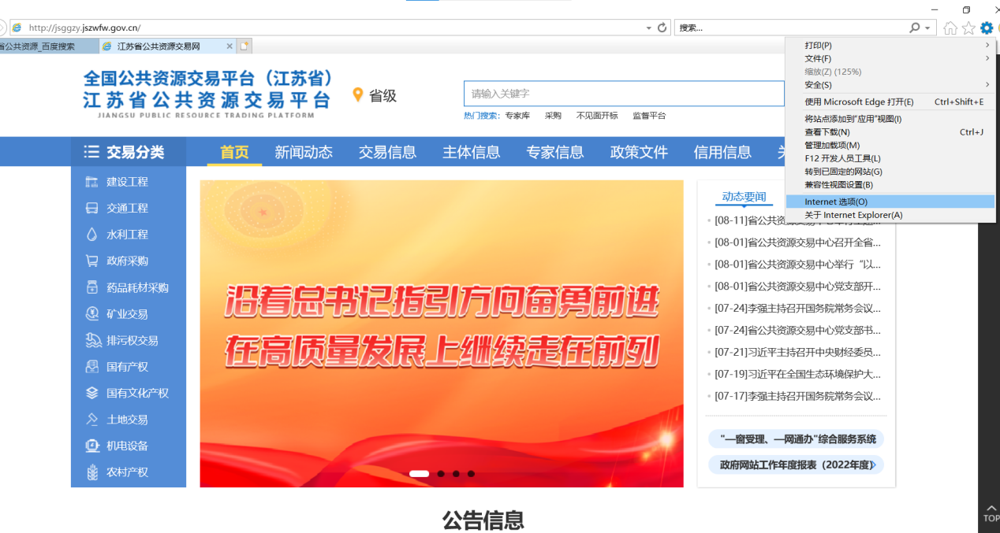 http://jsggzy.jszwfw.gov.cn/
搜索...
省公共资源_百度搜索
江苏省公共资源交易网
打印(P)
文件(F)
缩放(Z) (125%)
安全(S)
使用 Microsoft Edge 打开(E) Ctrl+Shift+E
将站点添加到"应用"视图(I)
查看下载(N) Ctrl+J
管理加载项(M)
F12 开发人员工具(L)
转到已固定的网站(G)
兼容性视图设置(B)
Internet 选项(O)
关于 Internet Explorer(A)
全国公共资源交易平台（江苏省）
江苏省公共资源交易平台
JIANGSU PUBLIC RESOURCE TRADING PLATFORM
省级
请输入关键字
热门搜索: 专家库 采购 不见面开标 监督平台
交易分类 首页 新闻动态 交易信息 主体信息 专家信息 政策文件 信用信息
建设工程
交通工程
水利工程
政府采购
药品耗材采购
矿业交易
排污权交易
国有产权
国有文化产权
土地交易
机电设备
农村产权
沿着总书记指引方向奋勇前进
在高质量发展上继续走在前列
动态要闻
[08-11]省公共资源交易中心举行主题...
[08-01]省公共资源交易中心召开全省...
[08-01]省公共资源交易中心举行“以...
[08-01]省公共资源交易中心党支部开...
[07-24]李强主持召开国务院常务会议...
[07-24]省公共资源交易中心党支部书...
[07-21]习近平主持召开中央财经委员...
[07-19]习近平在全国生态环境保护大...
[07-17]李强主持召开国务院常务会议...
"一窗受理、一网通办"综合服务系统
政府网站工作年度报表（2022年度）
公告信息
TOP